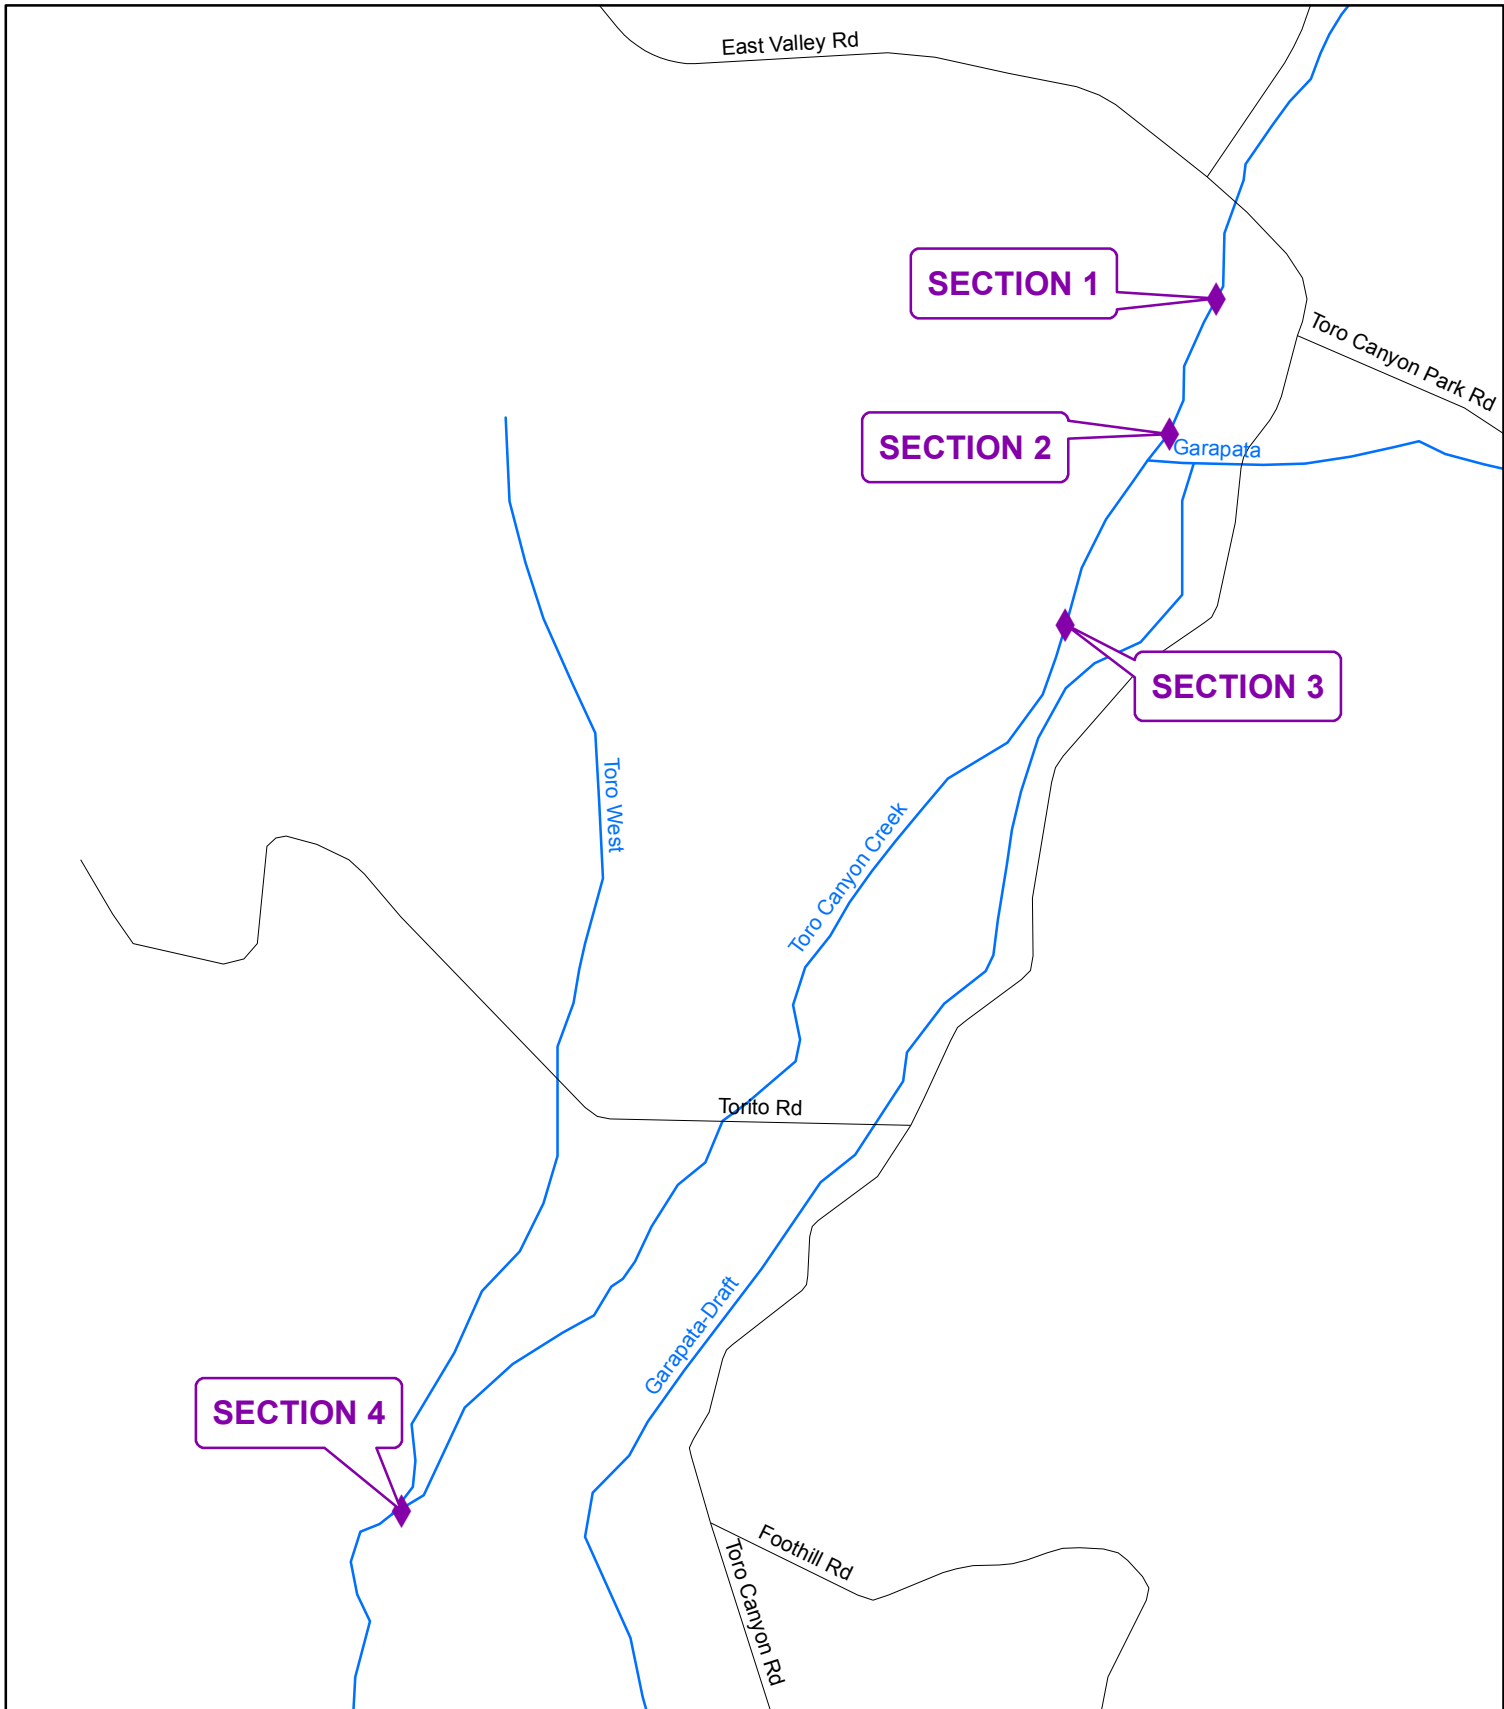 East Valley Rd
SECTION 1
Toro Canyon Park Rd
SECTION 2
Garapata
SECTION 3
Toro West
Toro Canyon Creek
Torito Rd
Garapata-Draft
SECTION 4
Foothill Rd
Toro Canyon Rd